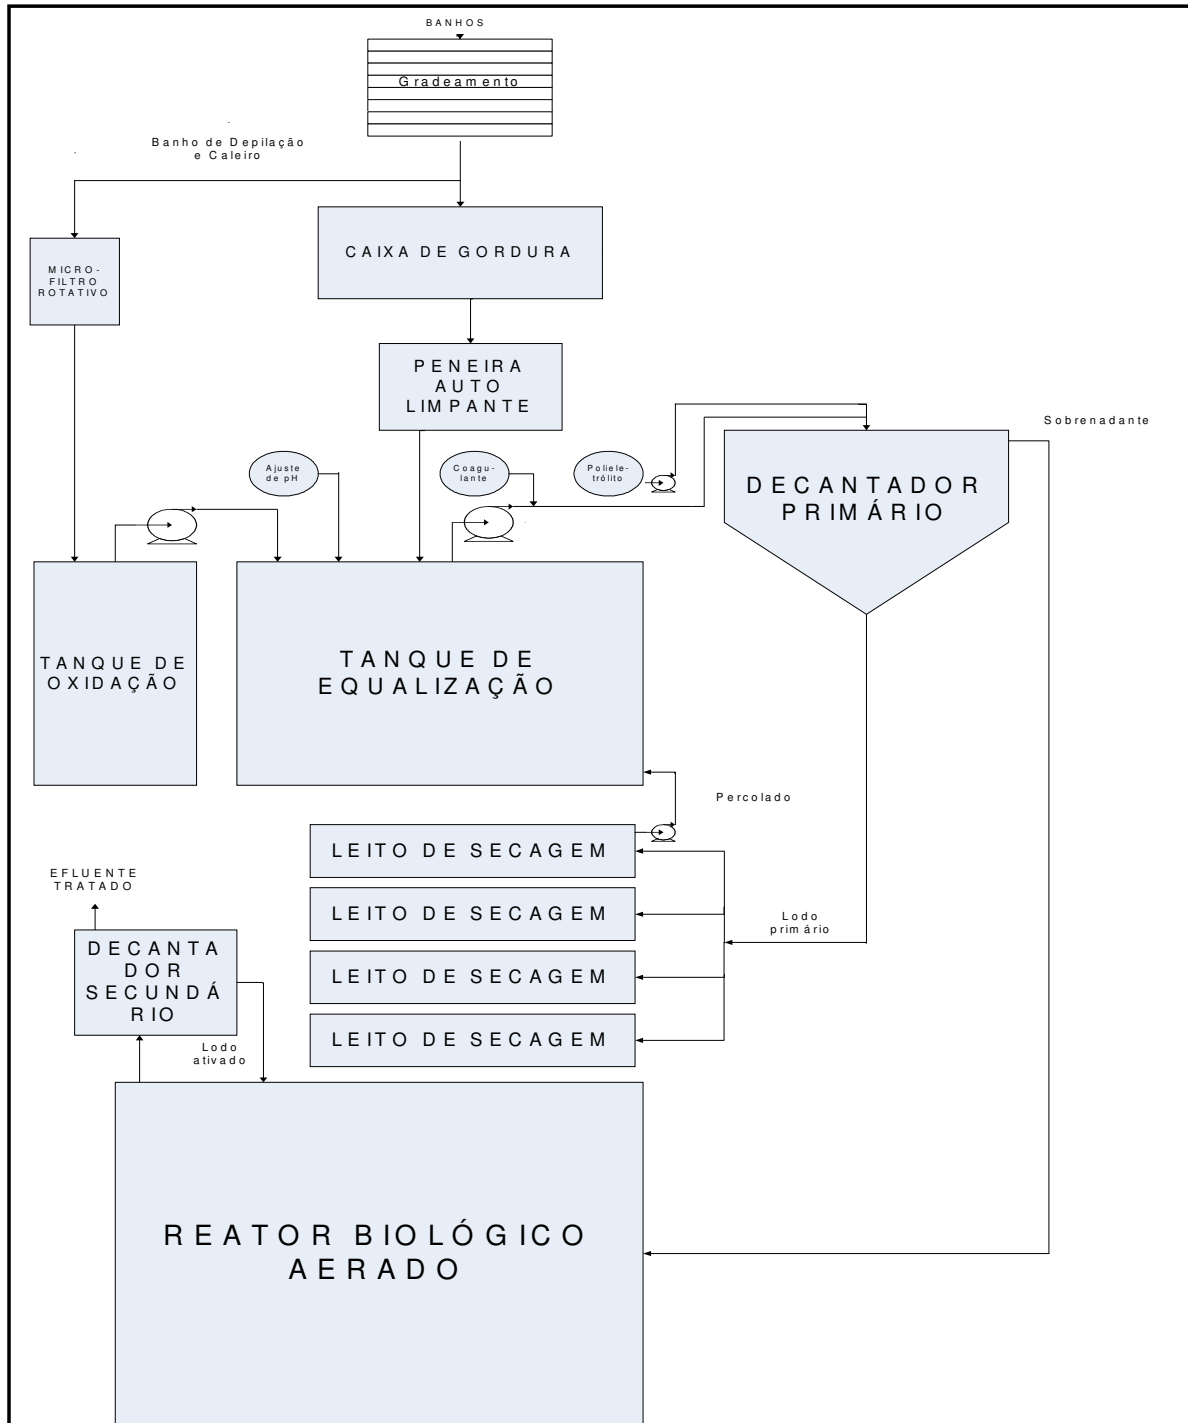 BANHOS
Gradeamento
Banho de Depilação
e Caleiro
CAIXA DE GORDURA
MICRO-
FILTRO
ROTATIVO
PENEIRA
AUTO
LIMPANTE
Sobrenadante
Ajuste
de pH
Coagu-
lante
Poliele-
trólito
DECANTADOR
PRIMÁRIO
TANQUE DE
OXIDAÇÃO
TANQUE DE
EQUALIZAÇÃO
Percolado
LEITO DE SECAGEM
EFLUENTE
TRATADO
LEITO DE SECAGEM
Lodo
primário
DECANTA
DOR
SECUNDÁ
RIO
LEITO DE SECAGEM
LEITO DE SECAGEM
Lodo
ativado
REATOR BIOLÓGICO
AERADO